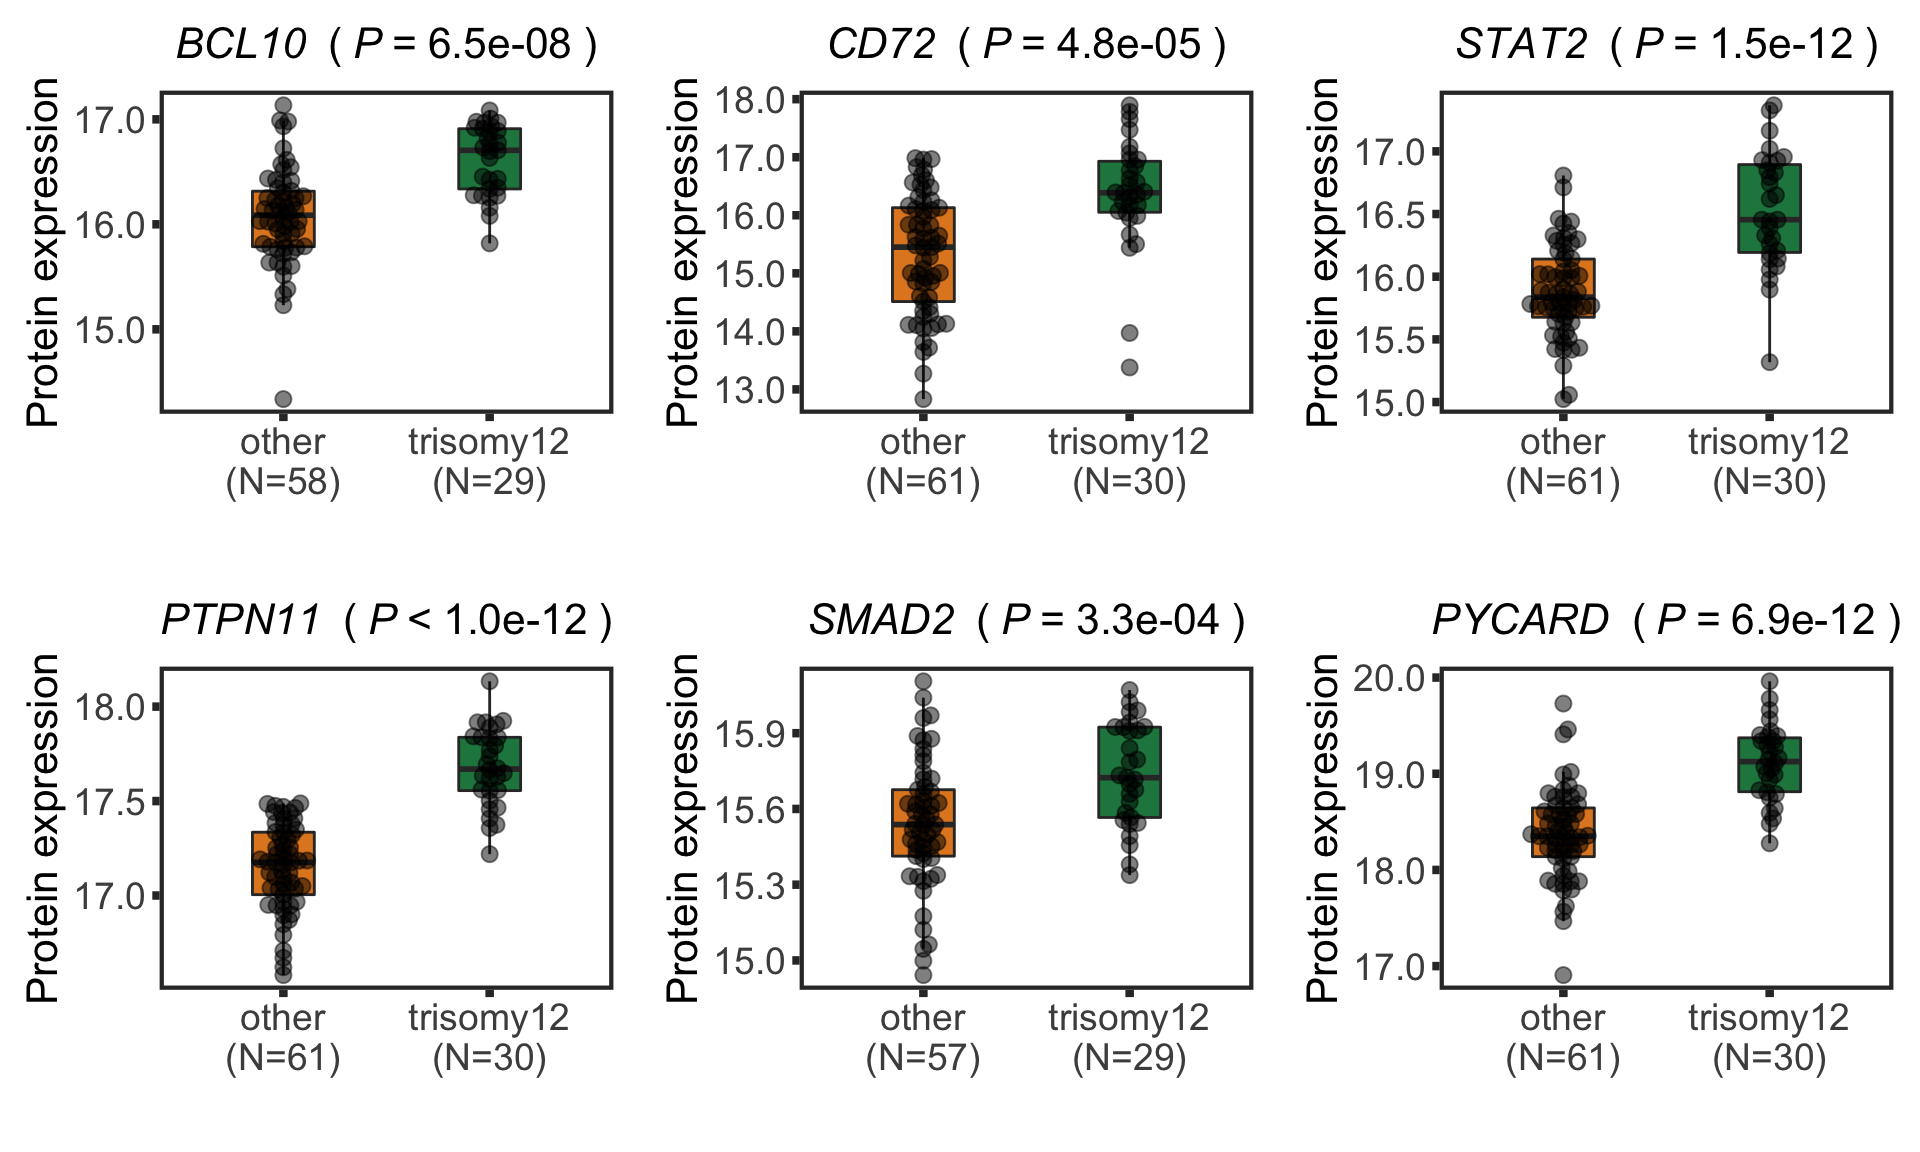 BCL10 ( P = 6.5e-08 )
Protein expression
17.0
16.0
15.0
other
(N=58)
trisomy12
(N=29)
CD72 ( P = 4.8e-05 )
Protein expression
18.0
17.0
16.0
15.0
14.0
13.0
other
(N=61)
trisomy12
(N=30)
STAT2 ( P = 1.5e-12 )
Protein expression
17.0
16.5
16.0
15.5
15.0
other
(N=61)
trisomy12
(N=30)
PTPN11 ( P < 1.0e-12 )
Protein expression
18.0
17.5
17.0
other
(N=61)
trisomy12
(N=30)
SMAD2 ( P = 3.3e-04 )
Protein expression
15.9
15.6
15.3
15.0
other
(N=57)
trisomy12
(N=29)
PYCARD ( P = 6.9e-12 )
Protein expression
20.0
19.0
18.0
17.0
other
(N=61)
trisomy12
(N=30)